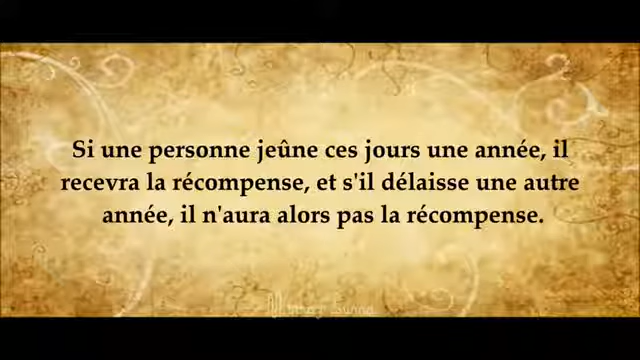 Si une personne jeûne ces jours une année, il
recevra la récompense, et s'il délaisse une autre
année, il n'aura alors pas la récompense.